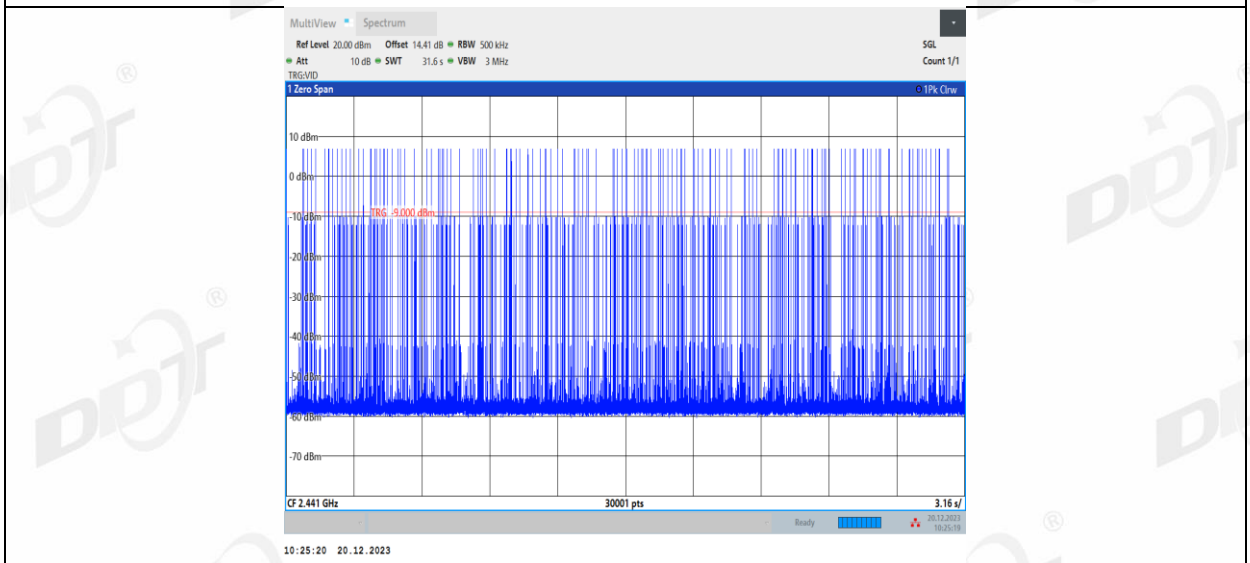 MultiView Spectrum
Ref Level 20.00 dBm Offset 14.41 dB RBW 500 kHz SGL
Att 10 dB SWT 31.6 s VBW 3 MHz Count 1/1
TRG:VID
1 Zero Span 1Pk Clrw
10 dBm
0 dBm
TRG -9.000 dBm
-10 dBm
-20 dBm
-30 dBm
-40 dBm
-50 dBm
-60 dBm
-70 dBm
CF 2.441 GHz 30001 pts 3.16 s/
Ready 20.12.2023
10:25:19
10:25:20 20.12.2023
DDT ®
DDT ®
DDT ®
DDT